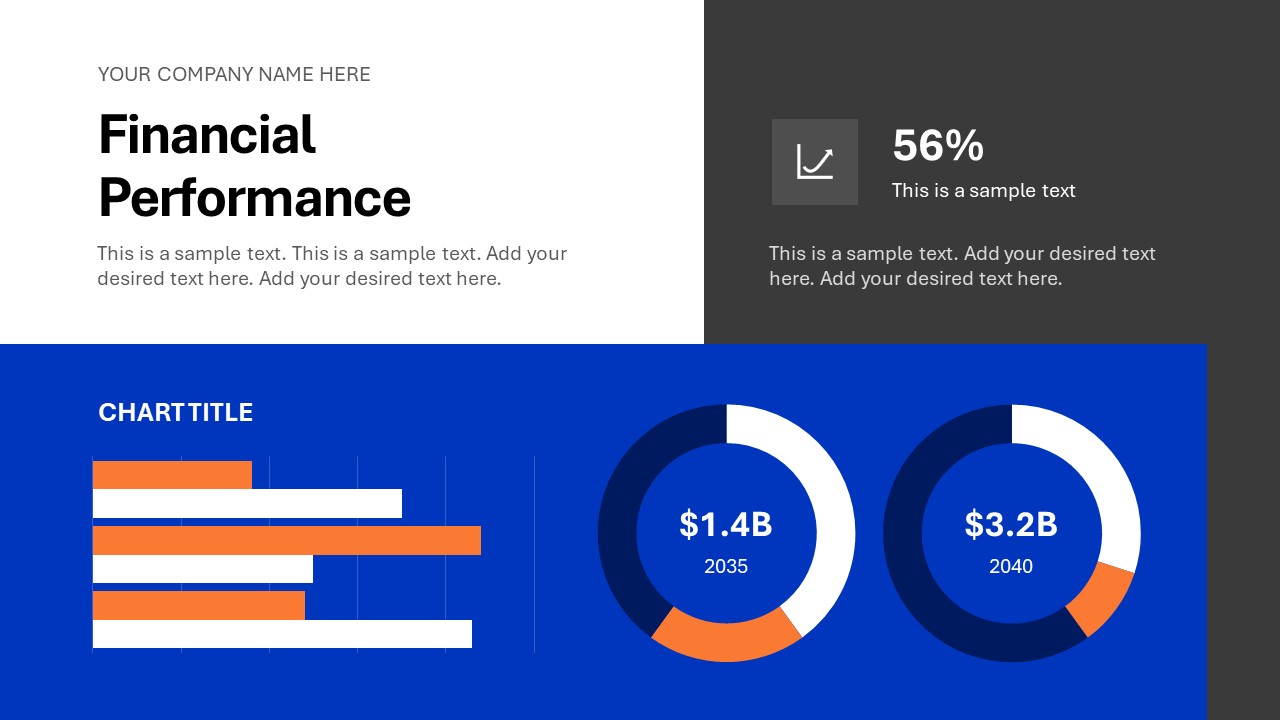 YOUR COMPANY NAME HERE
Financial
Performance
This is a sample text. This is a sample text. Add your
desired text here. Add your desired text here.
56%
This is a sample text
This is a sample text. Add your desired text
here. Add your desired text here.
CHART TITLE
$1.4B
2035
$3.2B
2040